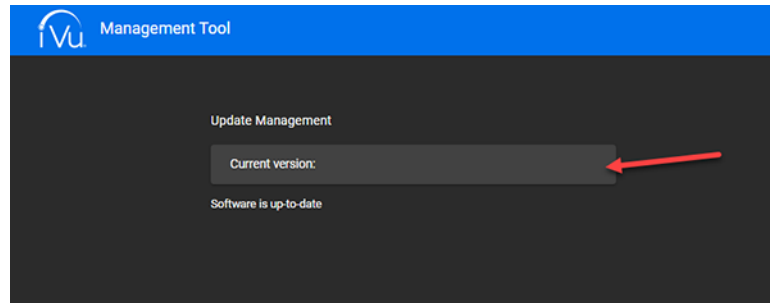 iVu. Management Tool
Update Management
Current version:
Software is up-to-date